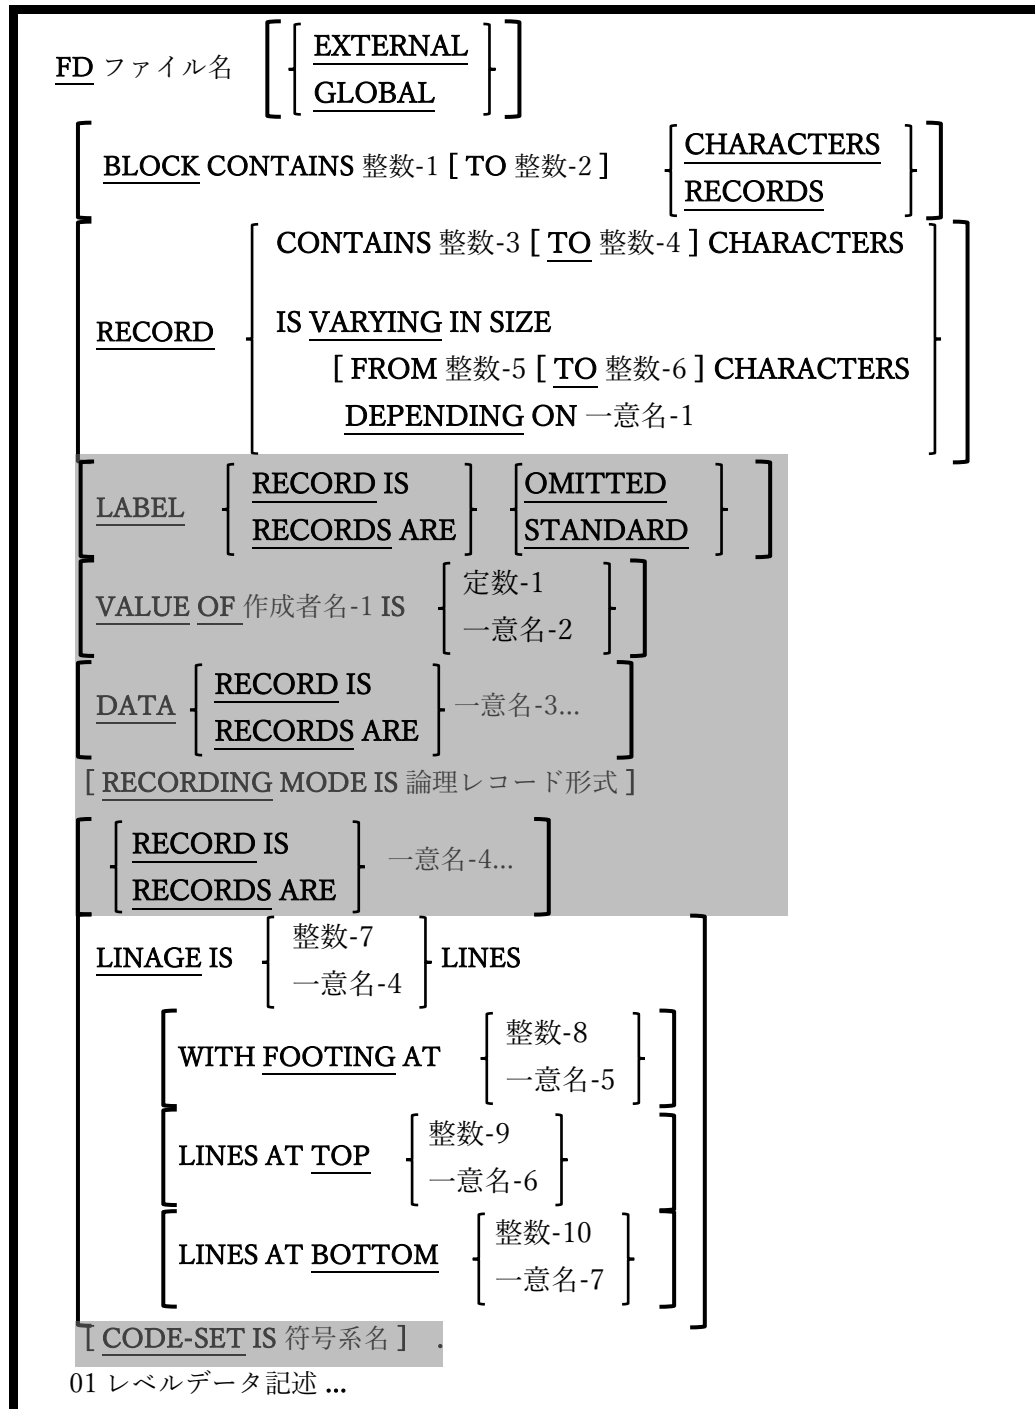 FD ファイル名 [ { EXTERNAL
GLOBAL } ]
[ BLOCK CONTAINS 整数-1 [ TO 整数-2 ] { CHARACTERS
RECORDS } ]
[ RECORD { CONTAINS 整数-3 [ TO 整数-4 ] CHARACTERS
IS VARYING IN SIZE
[ FROM 整数-5 [ TO 整数-6 ] CHARACTERS
DEPENDING ON 一意名-1 } ]
[ LABEL { RECORD IS
RECORDS ARE } { OMITTED
STANDARD } ]
[ VALUE OF 作成者名-1 IS { 定数-1
一意名-2 } ]
[ DATA { RECORD IS
RECORDS ARE } 一意名-3... ]
[ RECORDING MODE IS 論理レコード形式 ]
[ { RECORD IS
RECORDS ARE } 一意名-4... ]
[ LINAGE IS { 整数-7
一意名-4 } LINES
[ WITH FOOTING AT { 整数-8
一意名-5 } ]
[ LINES AT TOP { 整数-9
一意名-6 } ]
[ LINES AT BOTTOM { 整数-10
一意名-7 } ] ]
[ CODE-SET IS 符号系名 ] .
01 レベルデータ記述 ...